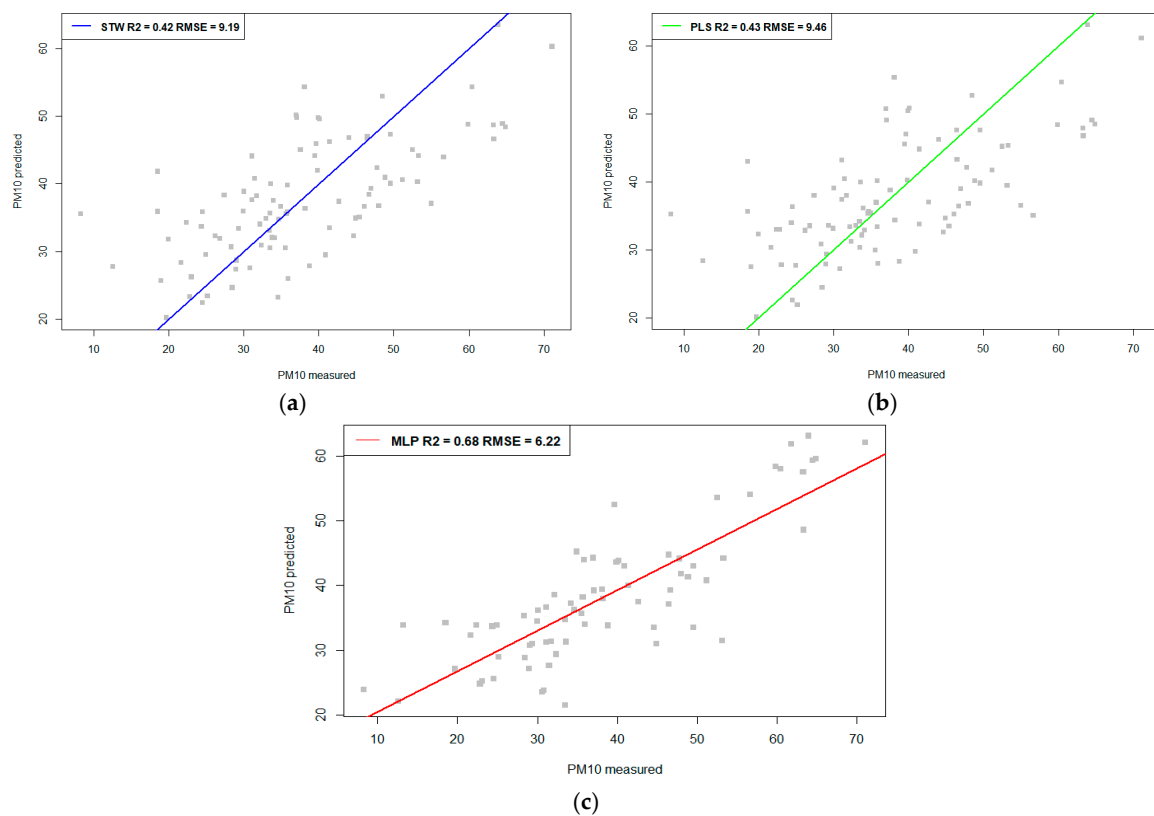 STW R2 = 0.42 RMSE = 9.19
PM10 predicted
60
50
40
30
20
10 20 30 40 50 60 70
PM10 measured
(a)
PLS R2 = 0.43 RMSE = 9.46
PM10 predicted
60
50
40
30
20
10 20 30 40 50 60 70
PM10 measured
(b)
MLP R2 = 0.68 RMSE = 6.22
PM10 predicted
60
50
40
30
20
10 20 30 40 50 60 70
PM10 measured
(c)